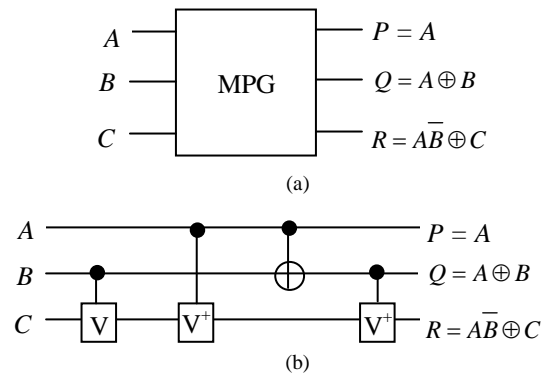 A P = A
B MPG Q = A ⊕ B
C R = AB̅ ⊕ C
(a)
A P = A
B Q = A ⊕ B
C V V⁺ V⁺ R = AB̅ ⊕ C
(b)